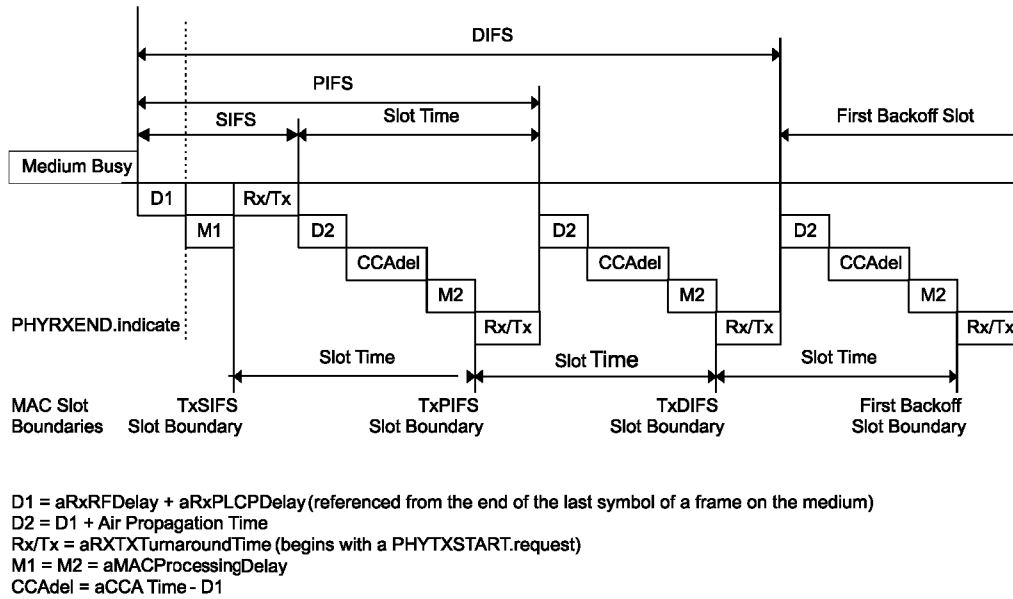 DIFS
PIFS
SIFS Slot Time First Backoff Slot
Medium Busy
D1 Rx/Tx
M1 D2 D2 D2
CCAdel CCAdel CCAdel
M2 M2 M2
PHYRXEND.indicate Rx/Tx Rx/Tx Rx/Tx
Slot Time Slot Time Slot Time
MAC Slot TxSIFS TxPIFS TxDIFS First Backoff
Boundaries Slot Boundary Slot Boundary Slot Boundary Slot Boundary
D1 = aRxRFDelay + aRxPLCPDelay (referenced from the end of the last symbol of a frame on the medium)
D2 = D1 + Air Propagation Time
Rx/Tx = aRXTXTurnaroundTime (begins with a PHYTXSTART.request)
M1 = M2 = aMACProcessingDelay
CCAdel = aCCA Time - D1